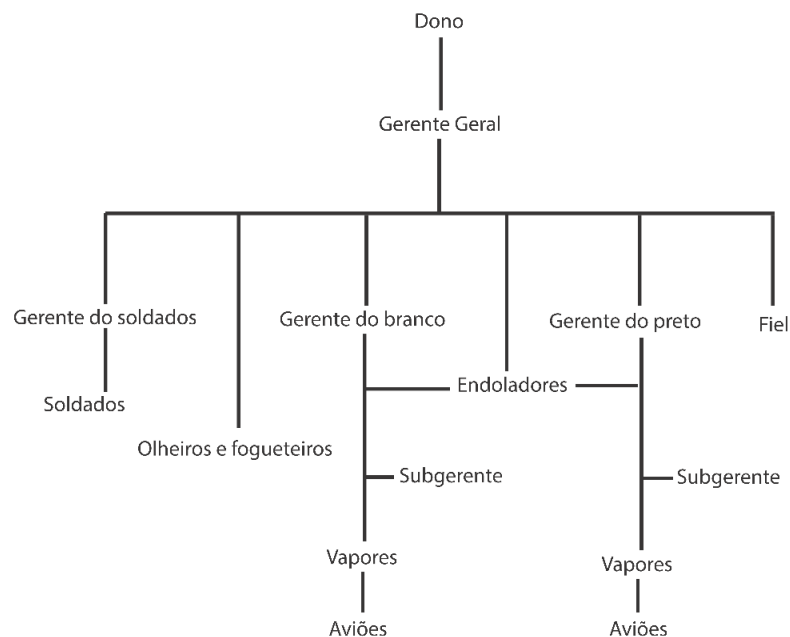 Dono
Gerente Geral
Gerente do soldados
Gerente do branco
Gerente do preto
Fiel
Endoladores
Soldados
Olheiros e fogueteiros
Subgerente
Subgerente
Vapores
Vapores
Aviões
Aviões